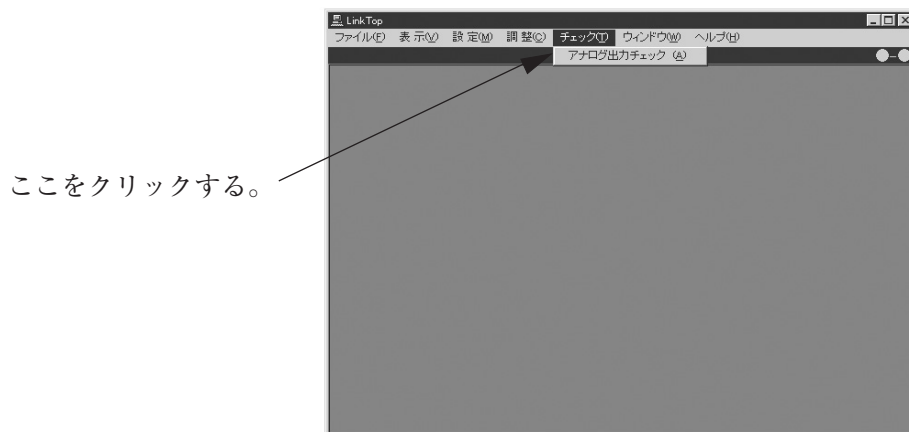 LinkTop
ファイル(F) 表示(V) 設定(M) 調整(C) チェック(T) ウィンドウ(W) ヘルプ(H)
アナログ出力チェック (A)
ここをクリックする。